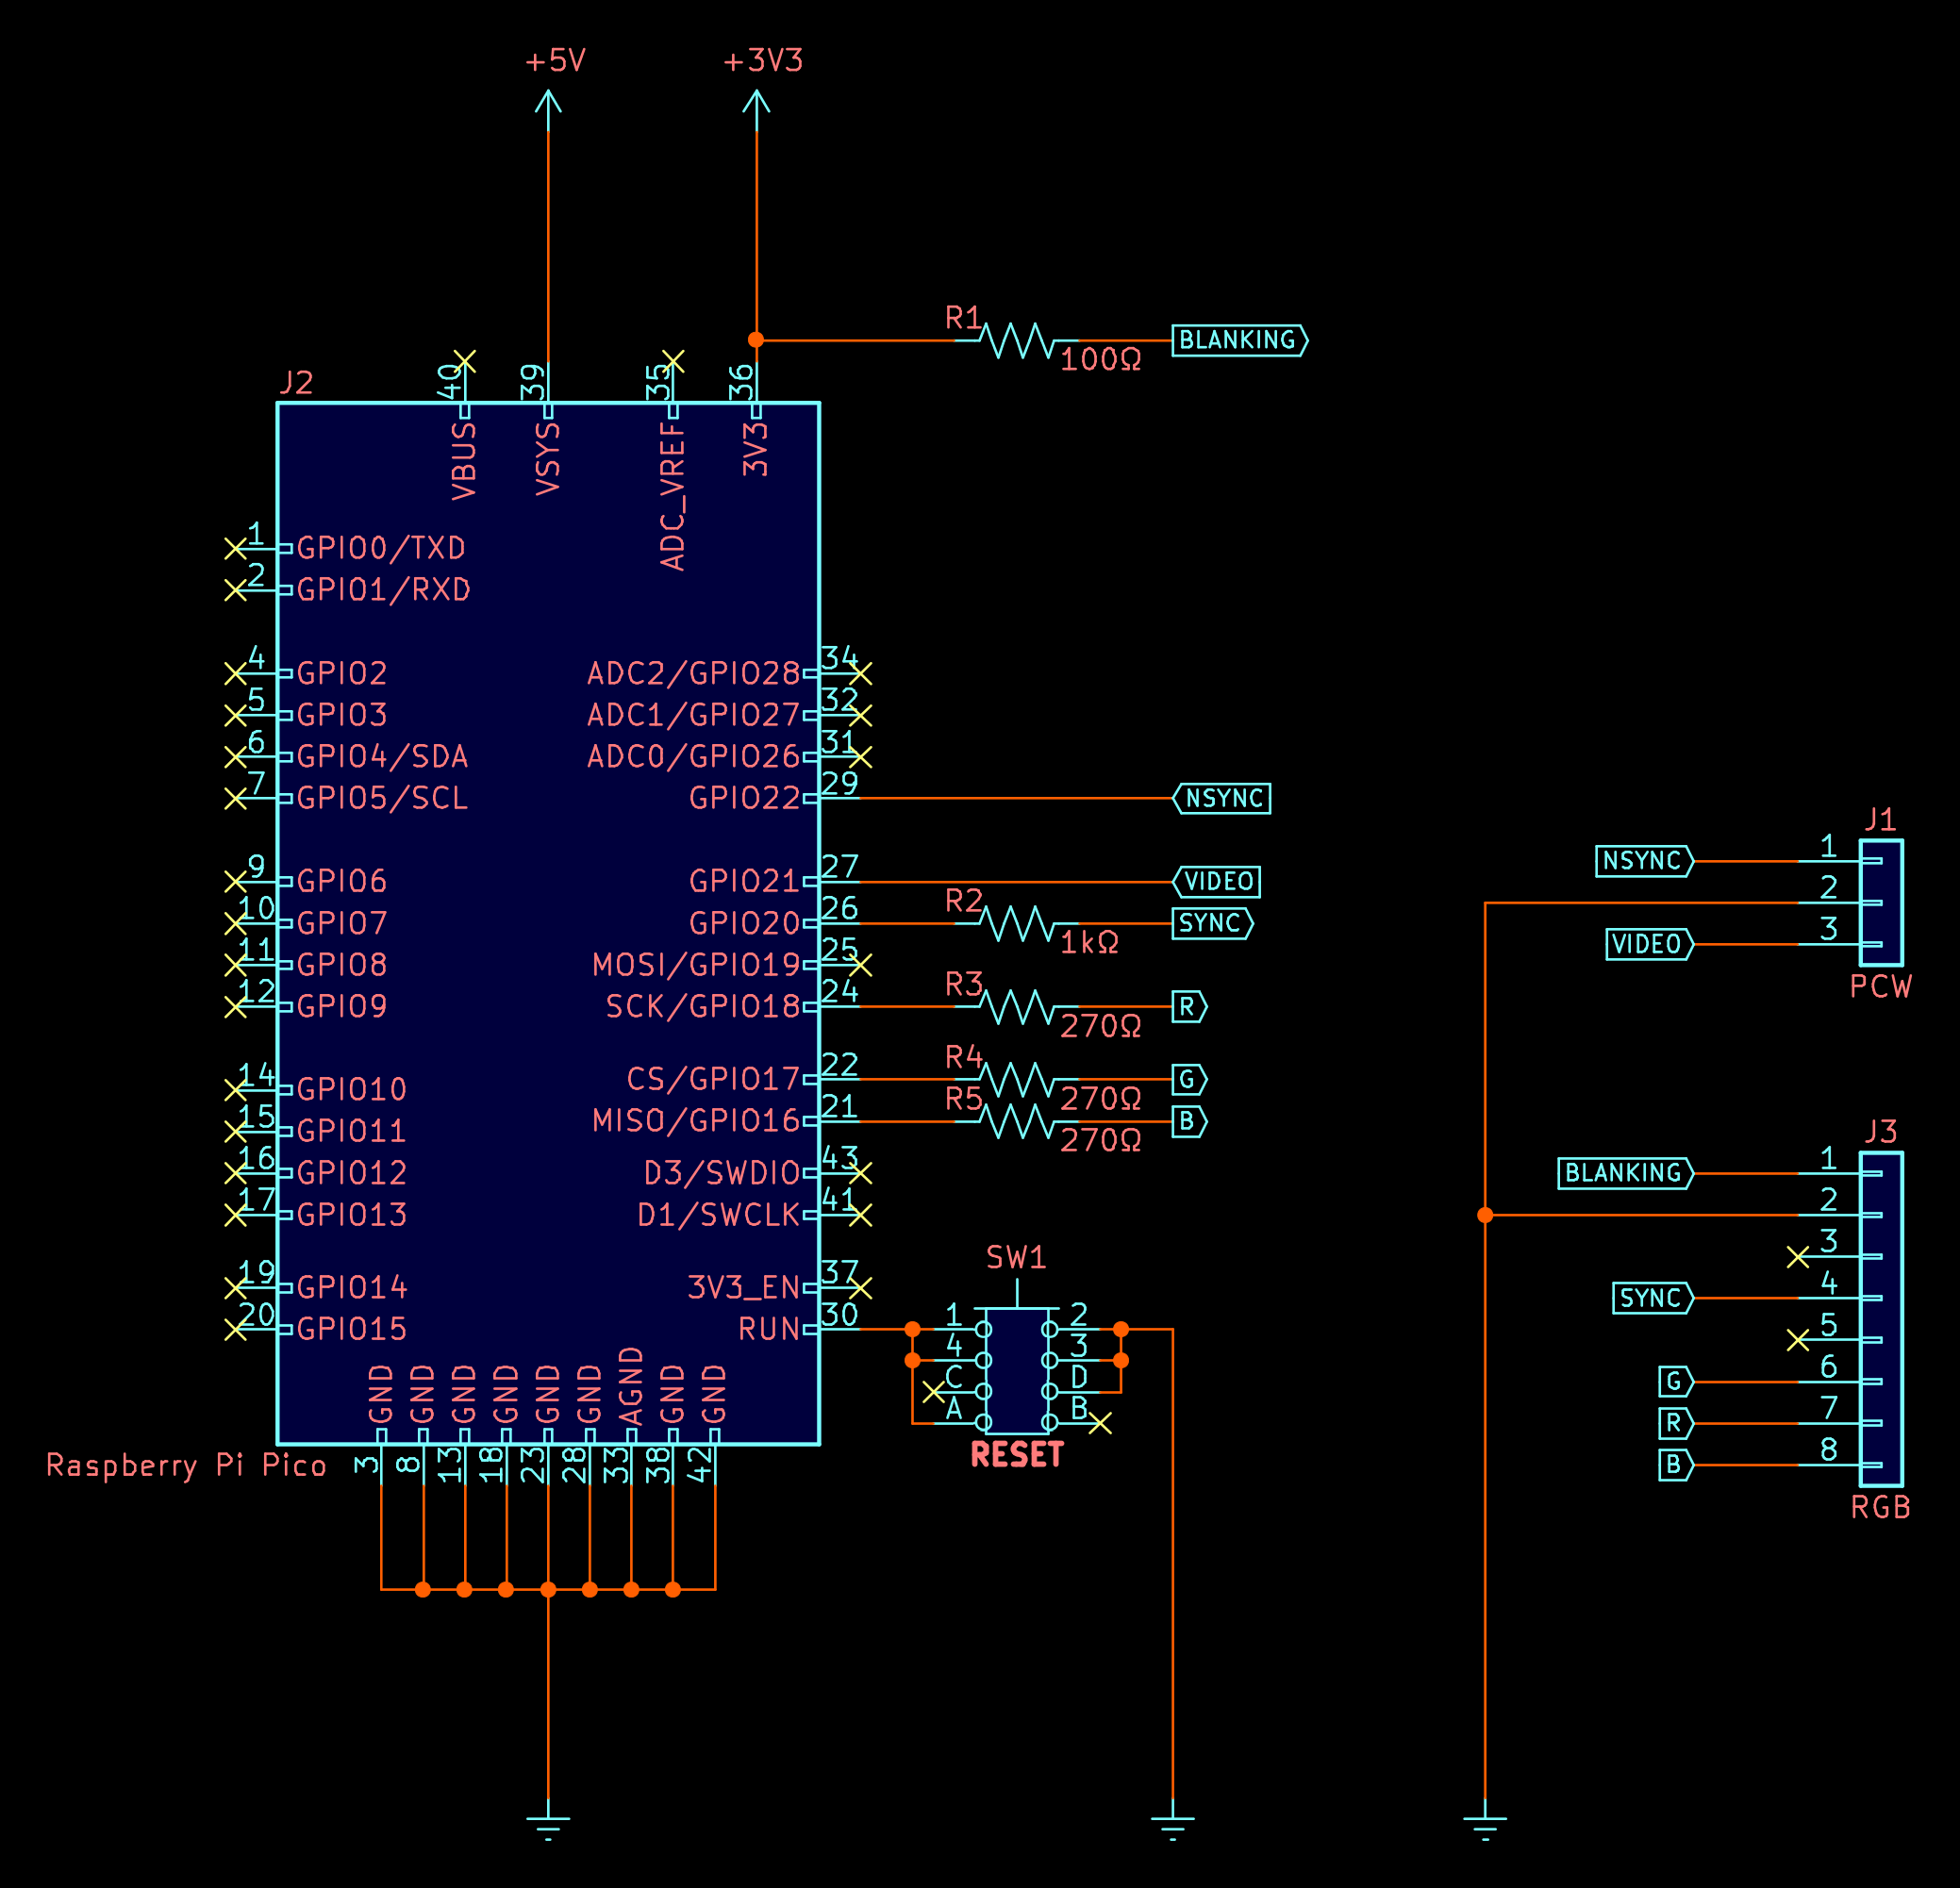 +5V
+3V3
R1
100Ω
BLANKING
J2
40
39
35
36
VBUS
VSYS
ADC_VREF
3V3
1
GPIO0/TXD
2
GPIO1/RXD
4
GPIO2
5
GPIO3
6
GPIO4/SDA
7
GPIO5/SCL
9
GPIO6
10
GPIO7
11
GPIO8
12
GPIO9
14
GPIO10
15
GPIO11
16
GPIO12
17
GPIO13
19
GPIO14
20
GPIO15
ADC2/GPIO28
34
ADC1/GPIO27
32
ADC0/GPIO26
31
GPIO22
29
NSYNC
GPIO21
27
VIDEO
GPIO20
26
R2
1kΩ
SYNC
MOSI/GPIO19
25
SCK/GPIO18
24
R3
270Ω
R
CS/GPIO17
22
R4
270Ω
G
MISO/GPIO16
21
R5
270Ω
B
D3/SWDIO
43
D1/SWCLK
41
3V3_EN
37
RUN
30
SW1
1
2
4
3
C
D
A
B
RESET
GND
GND
GND
GND
GND
GND
AGND
GND
GND
Raspberry Pi Pico
3
8
13
18
23
28
33
38
42
J1
NSYNC
1
2
VIDEO
3
PCW
J3
BLANKING
1
2
3
SYNC
4
5
G
6
R
7
B
8
RGB